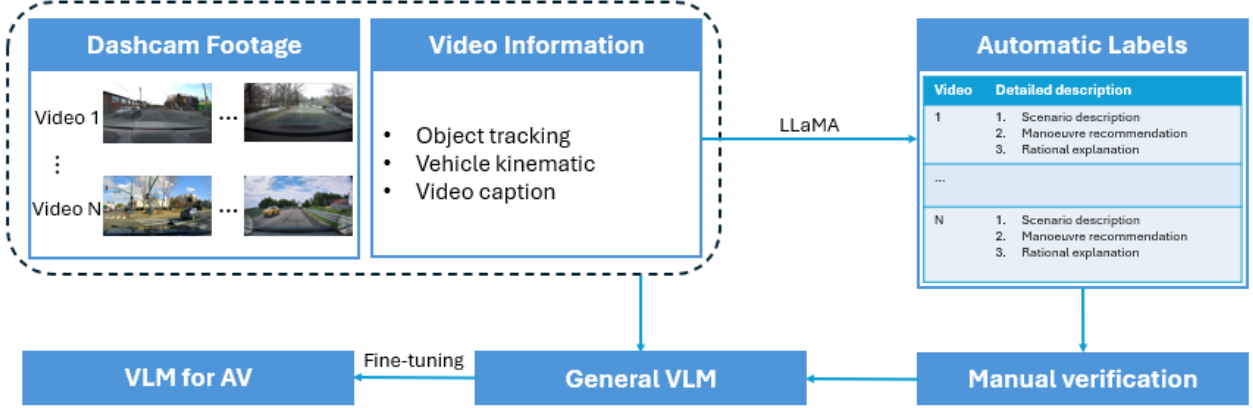 Dashcam Footage
Video 1
...
⋮
Video N
...
Video Information
• Object tracking
• Vehicle kinematic
• Video caption
LLaMA
Automatic Labels
Video Detailed description
1 1. Scenario description
2. Manoeuvre recommendation
3. Rational explanation
...
N 1. Scenario description
2. Manoeuvre recommendation
3. Rational explanation
VLM for AV
Fine-tuning
General VLM
Manual verification